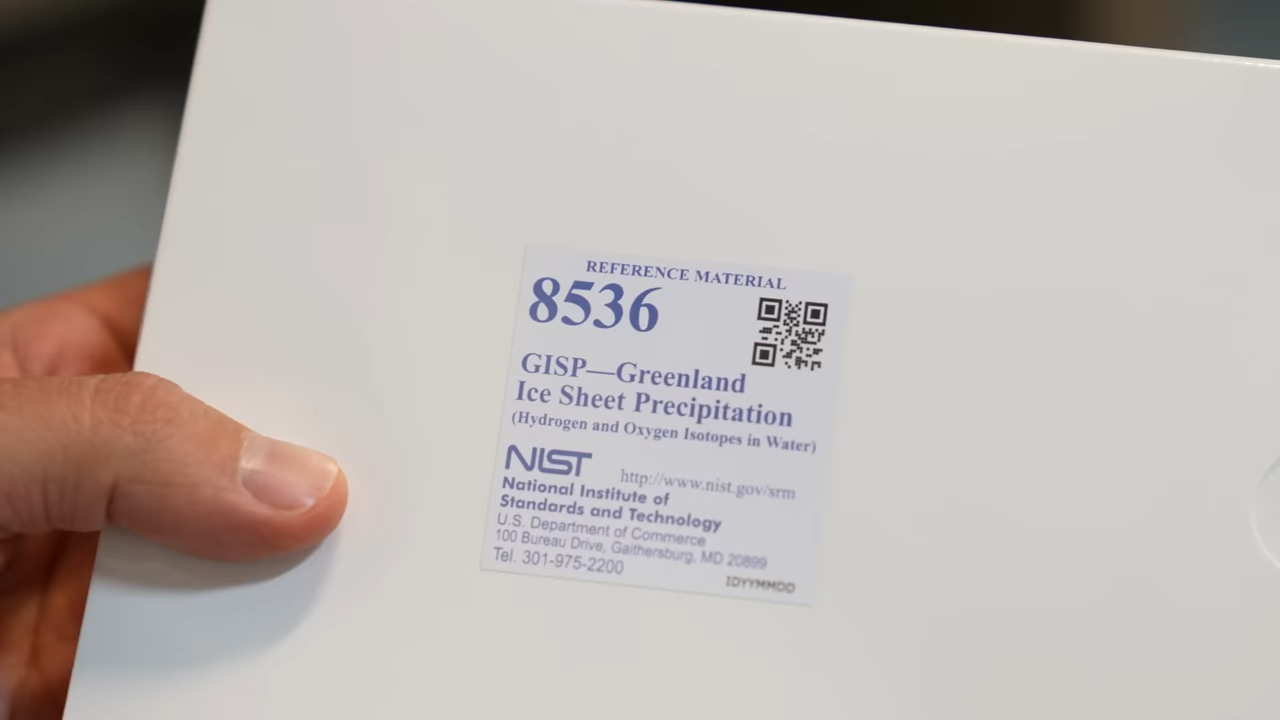 REFERENCE MATERIAL
8536
GISP—Greenland
Ice Sheet Precipitation
(Hydrogen and Oxygen Isotopes in Water)
NIST
http://www.nist.gov/srm
National Institute of
Standards and Technology
U.S. Department of Commerce
100 Bureau Drive, Gaithersburg, MD 20899
Tel. 301-975-2200
IDYYMMDD